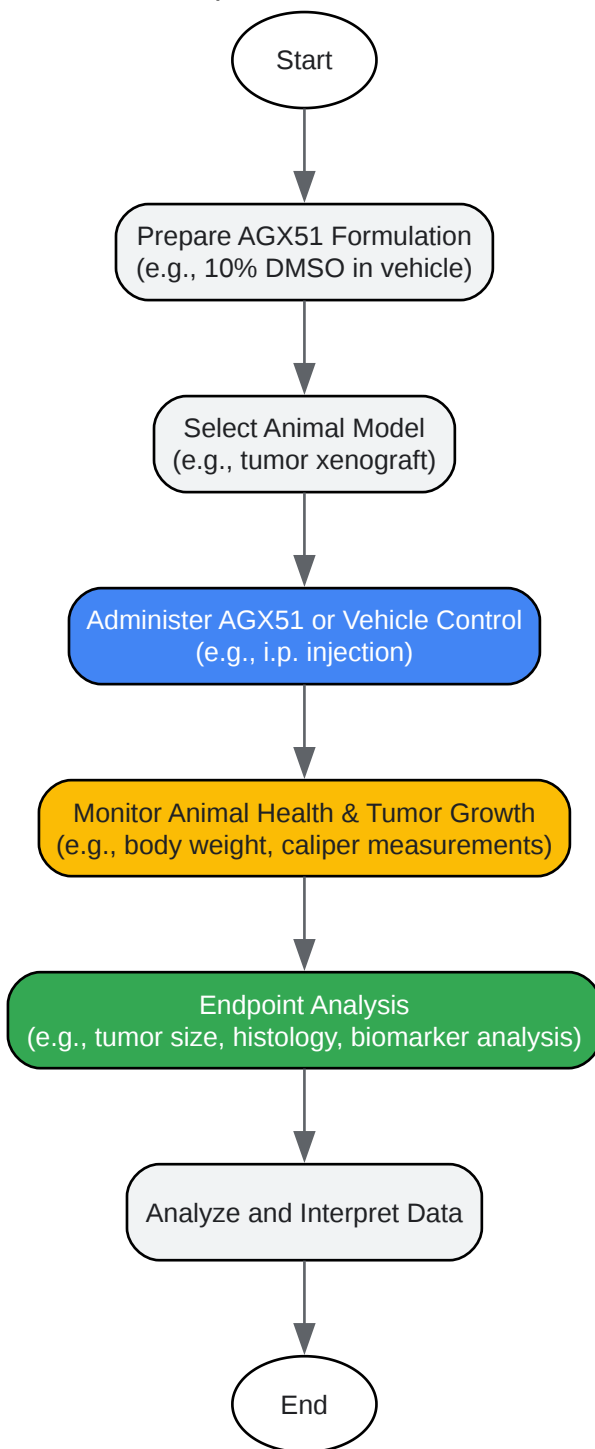 Start
Prepare AGX51 Formulation
(e.g., 10% DMSO in vehicle)
Select Animal Model
(e.g., tumor xenograft)
Administer AGX51 or Vehicle Control
(e.g., i.p. injection)
Monitor Animal Health & Tumor Growth
(e.g., body weight, caliper measurements)
Endpoint Analysis
(e.g., tumor size, histology, biomarker analysis)
Analyze and Interpret Data
End